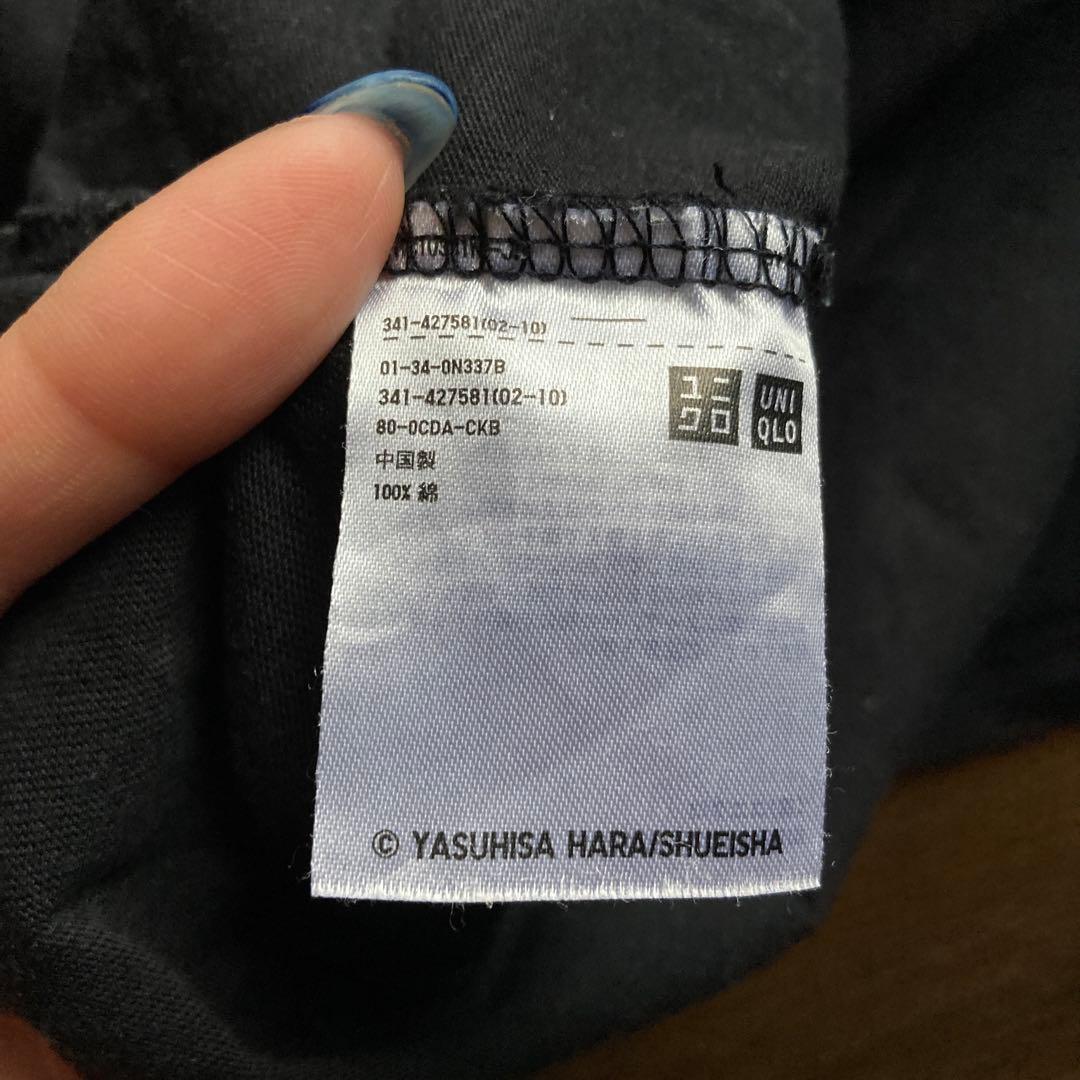 341-427581(02-10)
01-34-0N337B
341-427581(02-10)
80-0CDA-CKB
中国製
100% 綿
ユニ
クロ
UNI
QLO
© YASUHISA HARA/SHUEISHA